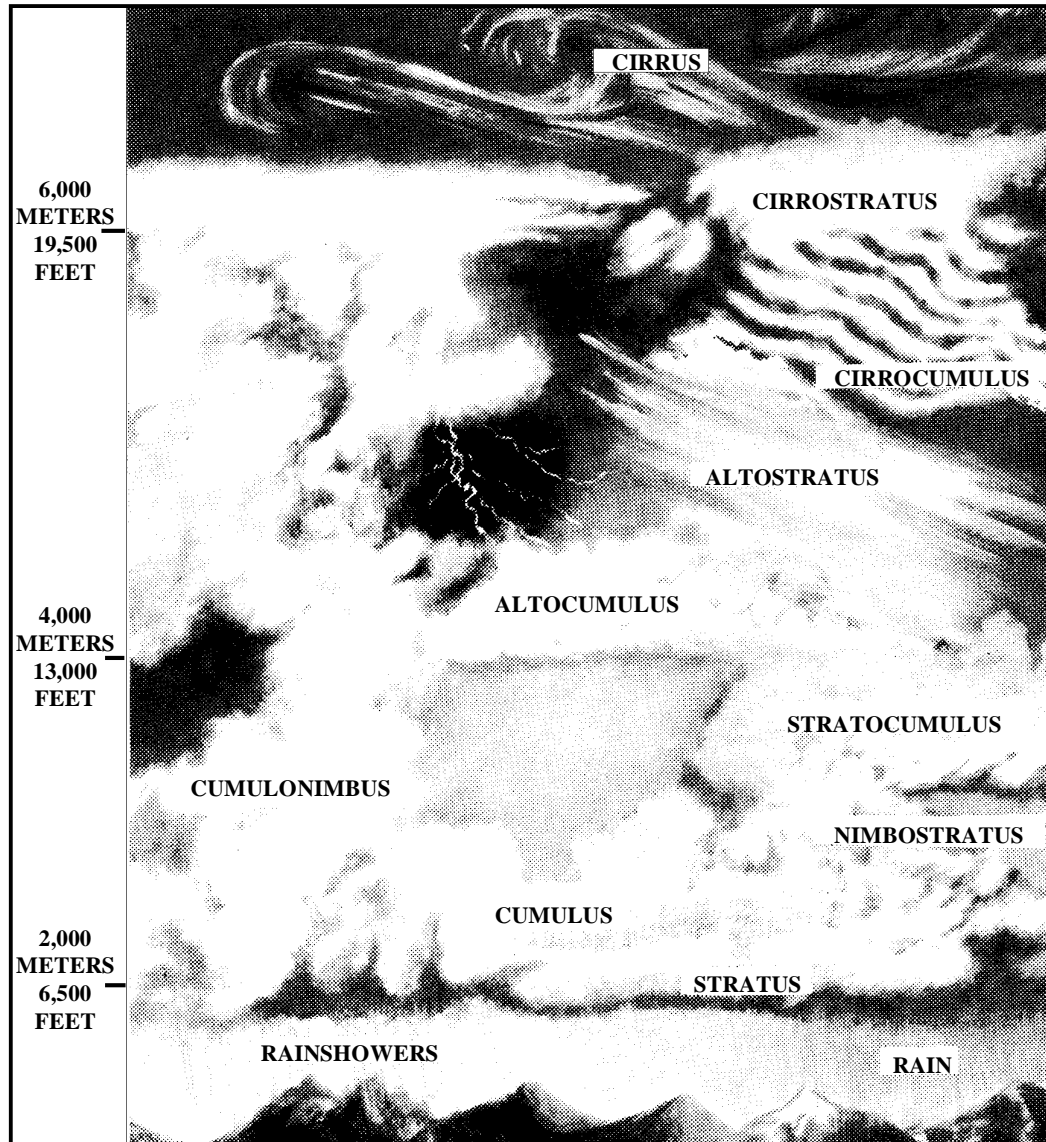 CIRRUS
6,000
METERS
19,500
FEET
CIRROSTRATUS
CIRROCUMULUS
ALTOSTRATUS
ALTOCUMULUS
4,000
METERS
13,000
FEET
STRATOCUMULUS
CUMULONIMBUS
NIMBOSTRATUS
CUMULUS
2,000
METERS
6,500
FEET
STRATUS
RAINSHOWERS
RAIN